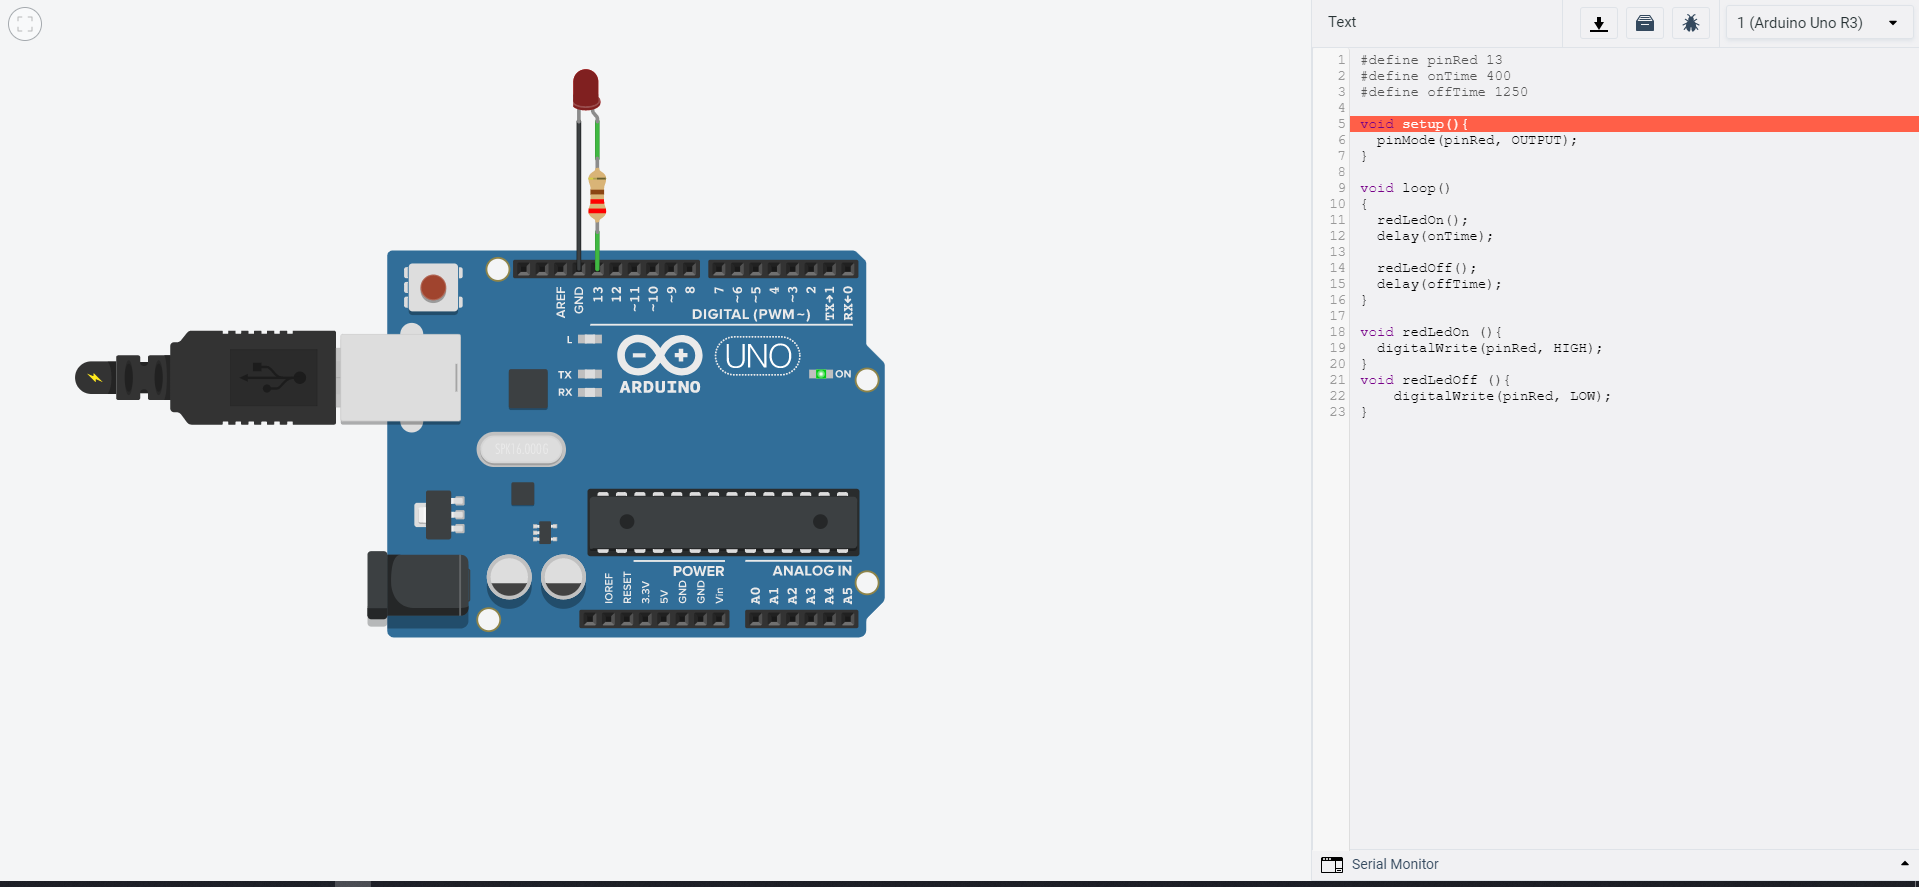 Text
1 (Arduino Uno R3)
1 #define pinRed 13
2 #define onTime 400
3 #define offTime 1250
4
5 void setup(){
6   pinMode(pinRed, OUTPUT);
7 }
8
9 void loop()
10 {
11   redLedOn();
12   delay(onTime);
13
14   redLedOff();
15   delay(offTime);
16 }
17
18 void redLedOn (){
19   digitalWrite(pinRed, HIGH);
20 }
21 void redLedOff (){
22     digitalWrite(pinRed, LOW);
23 }
Serial Monitor
AREF GND 13 12 ~11 ~10 ~9 8 7 ~6 ~5 4 ~3 2 TX→1 RX←0
DIGITAL (PWM~)
L
TX
RX
ARDUINO
UNO
ON
SPK16.000G
POWER
ANALOG IN
IOREF RESET 3.3V 5V GND GND Vin A0 A1 A2 A3 A4 A5